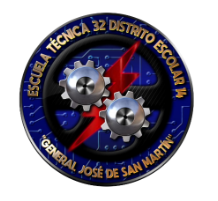 ESCUELA TÉCNICA 32 DISTRITO ESCOLAR 14
"GENERAL JOSÉ DE SAN MARTÍN"